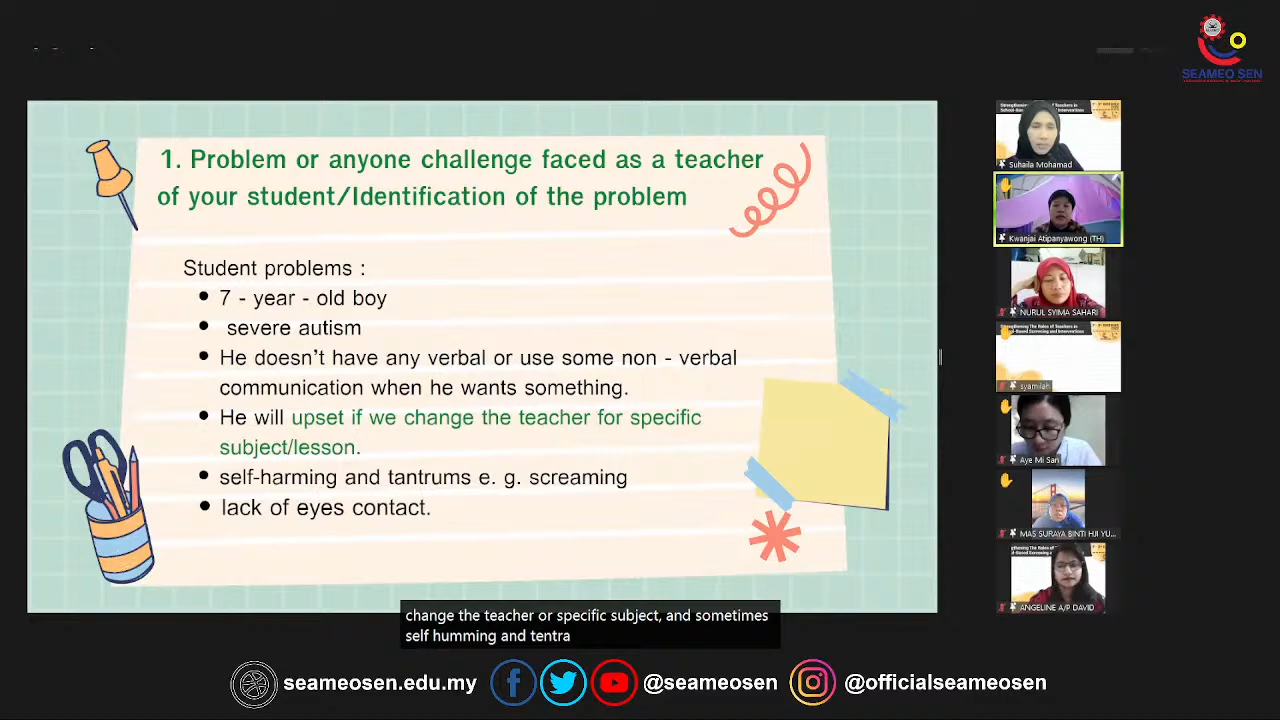 SEAMEO SEN
1. Problem or anyone challenge faced as a teacher
of your student/Identification of the problem
Student problems :
• 7 - year - old boy
• severe autism
• He doesn't have any verbal or use some non - verbal
communication when he wants something.
• He will upset if we change the teacher for specific
subject/lesson.
• self-harming and tantrums e. g. screaming
• lack of eyes contact.
Suhaila Mohamad
Kwanjai Atipanyawong (TH)
NURUL SYIMA SAHARI
syamilah
Aye Mi San
MAS SURAYA BINTI HJI YU...
ANGELINE A/P DAVID
change the teacher or specific subject, and sometimes
self humming and tentra
seameosen.edu.my
@seameosen
@officialseameosen